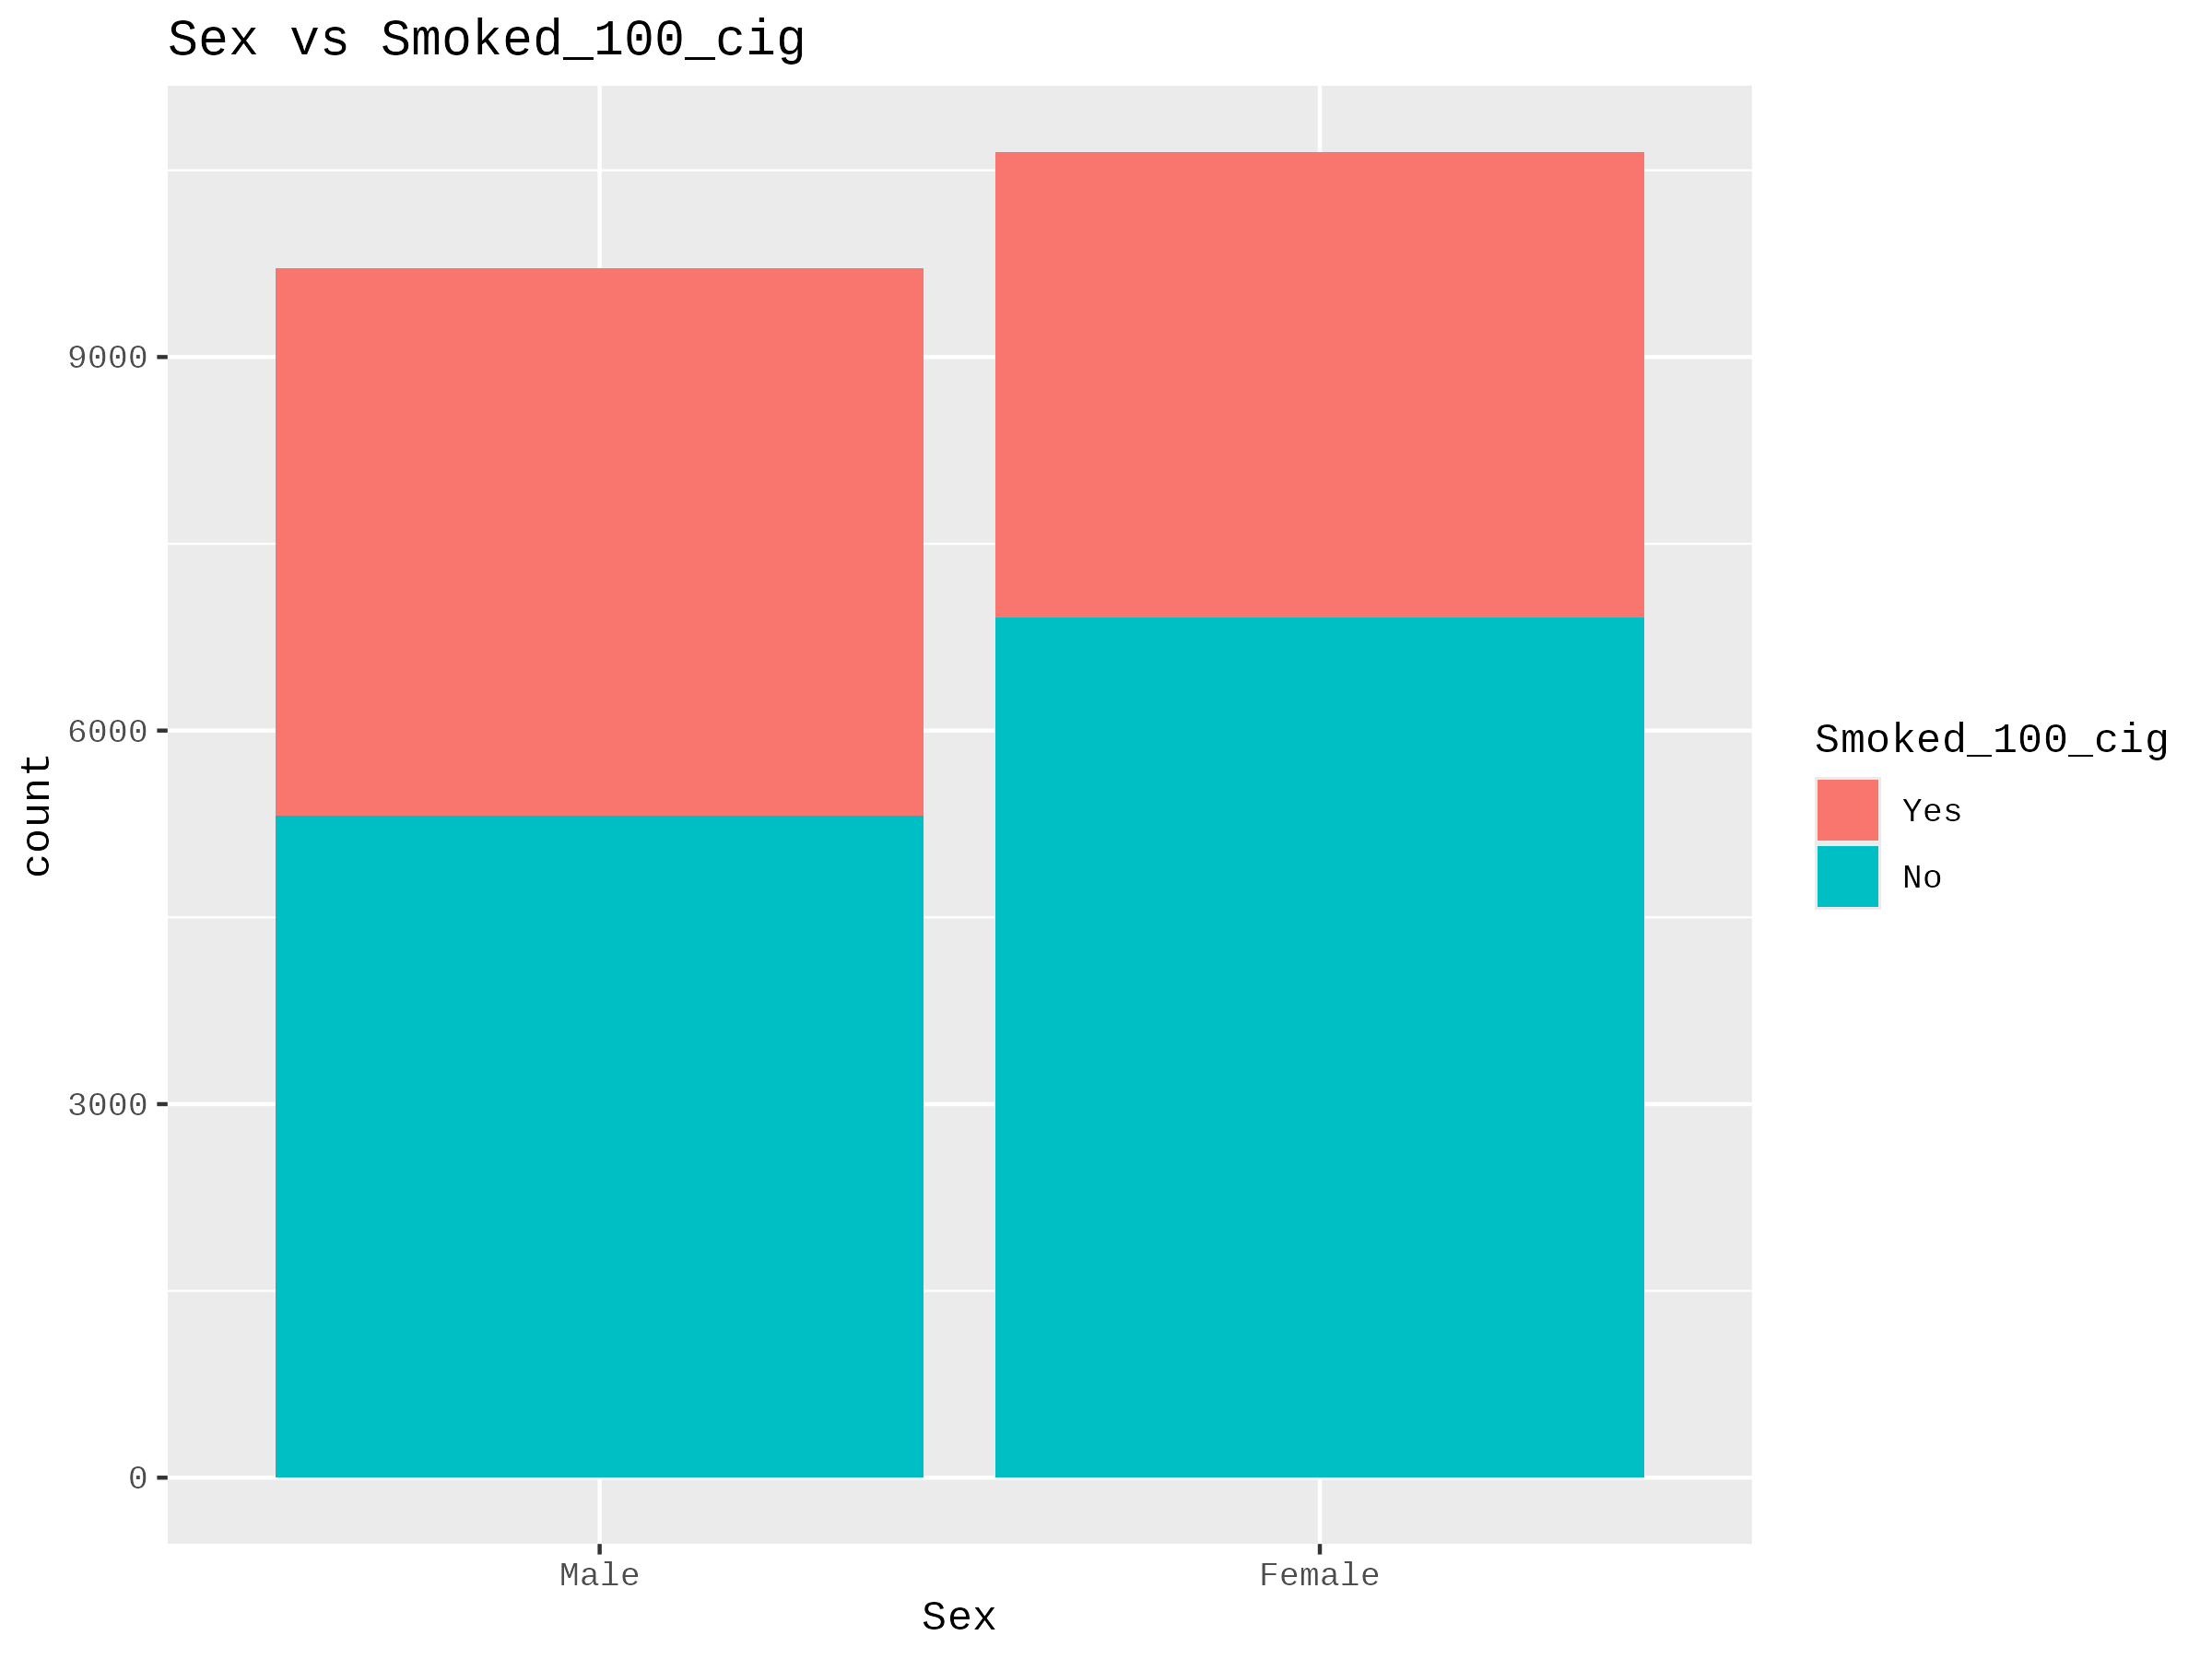 Sex vs Smoked_100_cig
9000
6000
3000
0
count
Male
Female
Sex
Smoked_100_cig
Yes
No